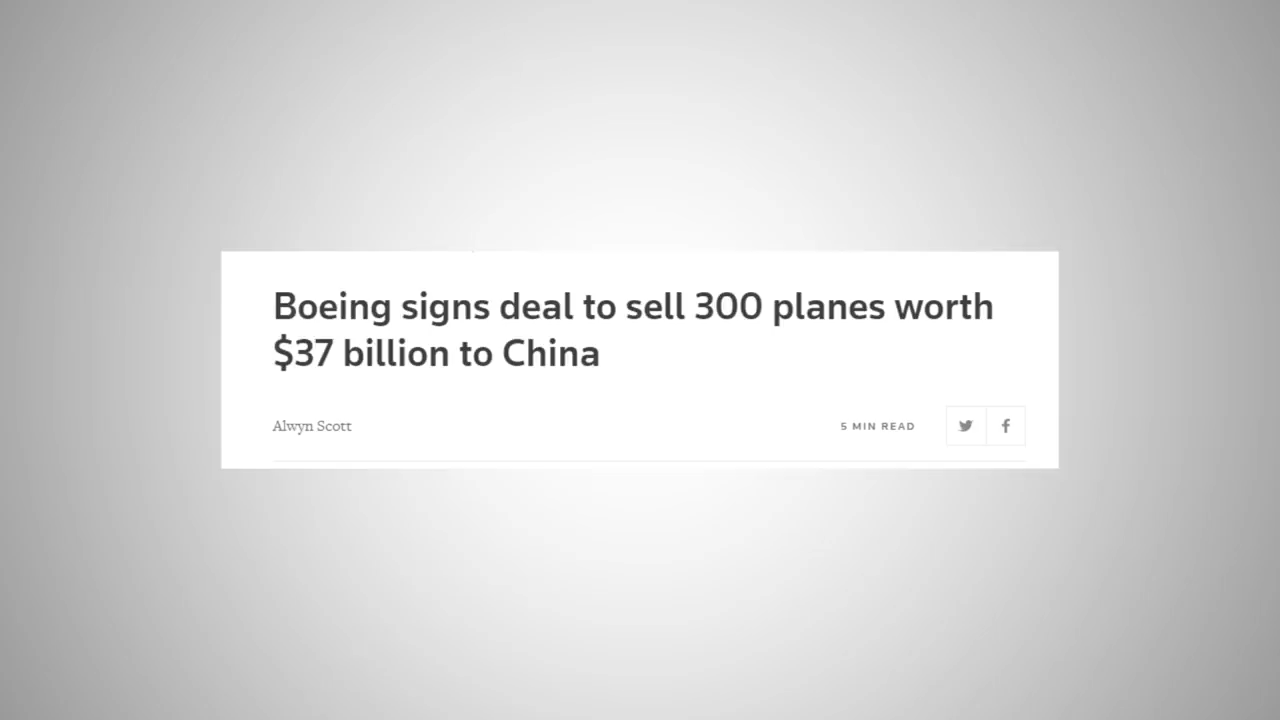 Boeing signs deal to sell 300 planes worth
$37 billion to China
Alwyn Scott
5 MIN READ